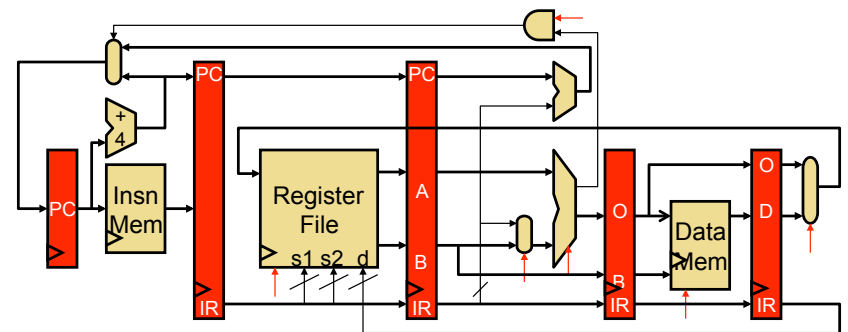 PC
+
4
Insn
Mem
PC
IR
Register
File
s1 s2 d
PC
A
B
IR
O
B
IR
Data
Mem
O
D
IR